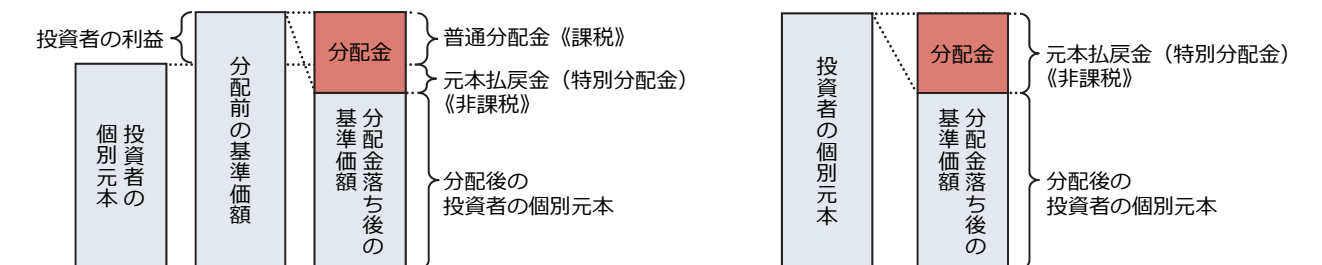 投資者の利益
投資者の
個別元本
分配前の基準価額
分配金
分配金落ち後の
基準価額
普通分配金《課税》
元本払戻金（特別分配金）
《非課税》
分配後の
投資者の個別元本
投資者の個別元本
分配金
分配金落ち後の
基準価額
元本払戻金（特別分配金）
《非課税》
分配後の
投資者の個別元本